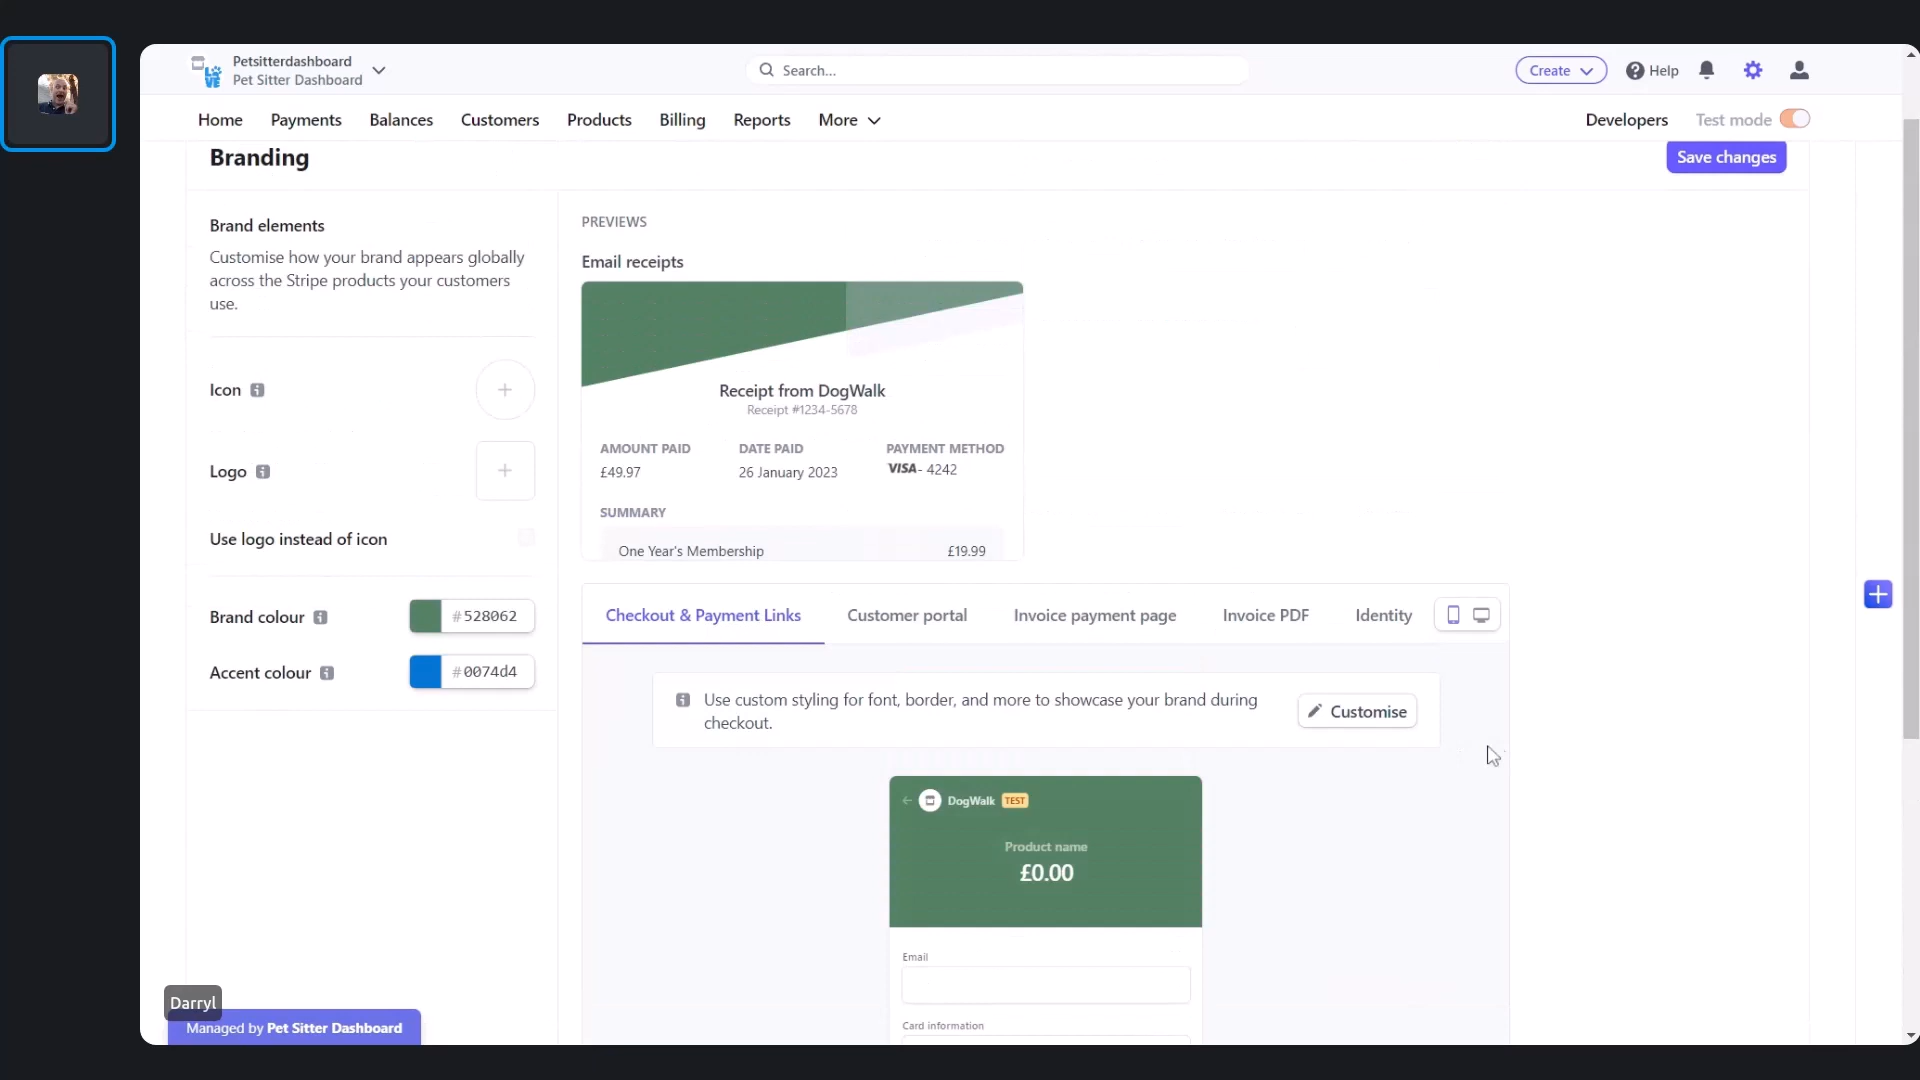 Petsitterdashboard
Pet Sitter Dashboard
Search...
Create
Help
Home
Payments
Balances
Customers
Products
Billing
Reports
More
Developers
Test mode
Branding
Save changes
Brand elements
Customise how your brand appears globally
across the Stripe products your customers
use.
Icon
Logo
Use logo instead of icon
Brand colour
#528062
Accent colour
#0074d4
PREVIEWS
Email receipts
Receipt from DogWalk
Receipt #1234-5678
AMOUNT PAID
£49.97
DATE PAID
26 January 2023
PAYMENT METHOD
VISA - 4242
SUMMARY
One Year's Membership
£19.99
Checkout & Payment Links
Customer portal
Invoice payment page
Invoice PDF
Identity
Use custom styling for font, border, and more to showcase your brand during
checkout.
Customise
DogWalk TEST
Product name
£0.00
Email
Card information
Darryl
Managed by Pet Sitter Dashboard